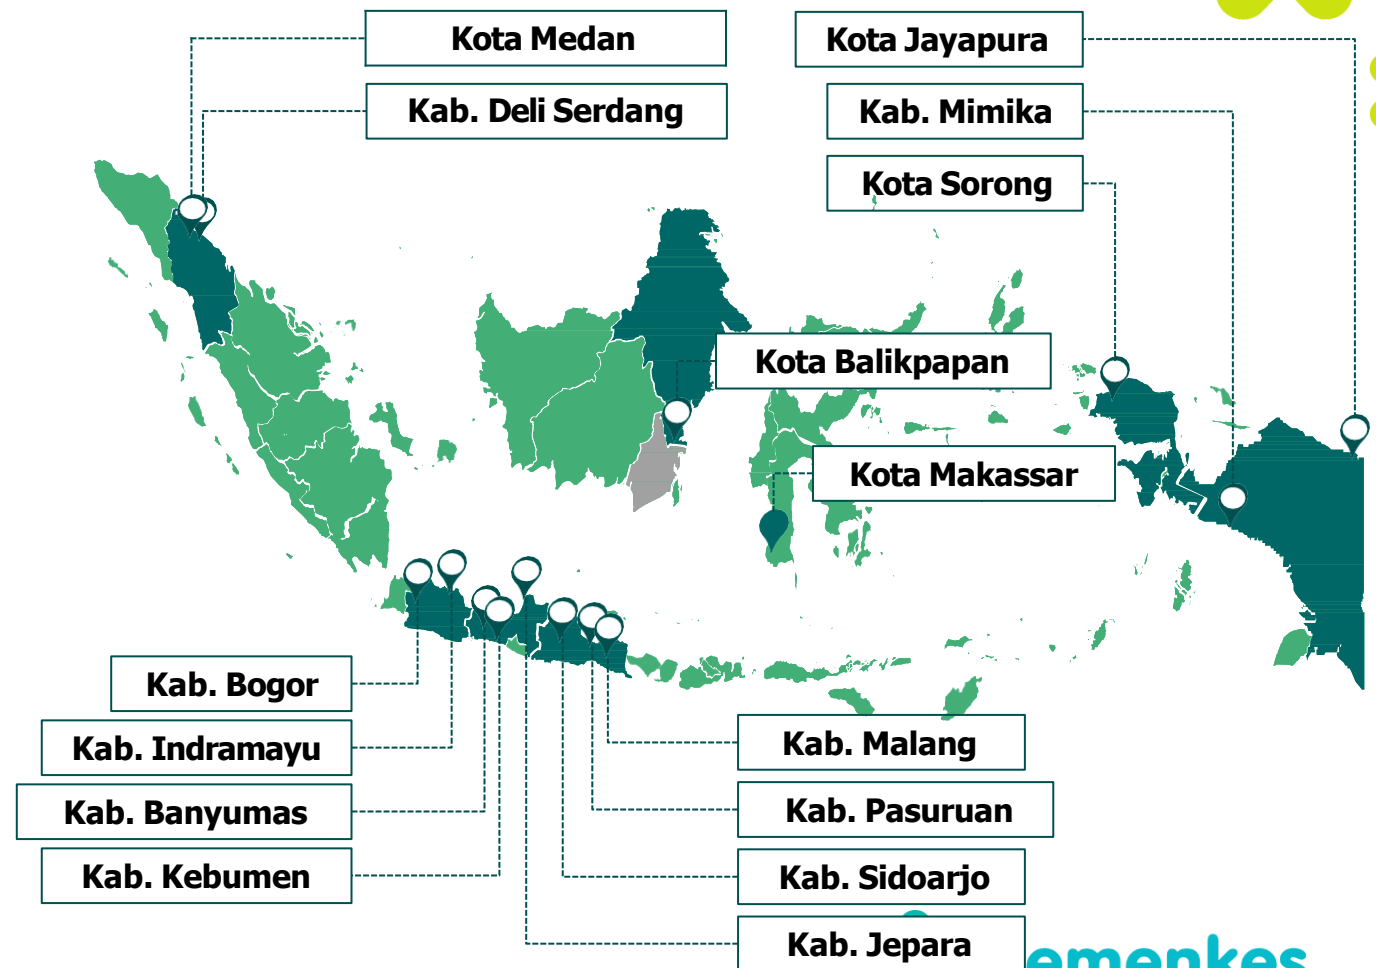 Kota Medan
Kota Jayapura
Kab. Deli Serdang
Kab. Mimika
Kota Sorong
Kota Balikpapan
Kota Makassar
Kab. Bogor
Kab. Indramayu
Kab. Banyumas
Kab. Kebumen
Kab. Malang
Kab. Pasuruan
Kab. Sidoarjo
Kab. Jepara
emenkes